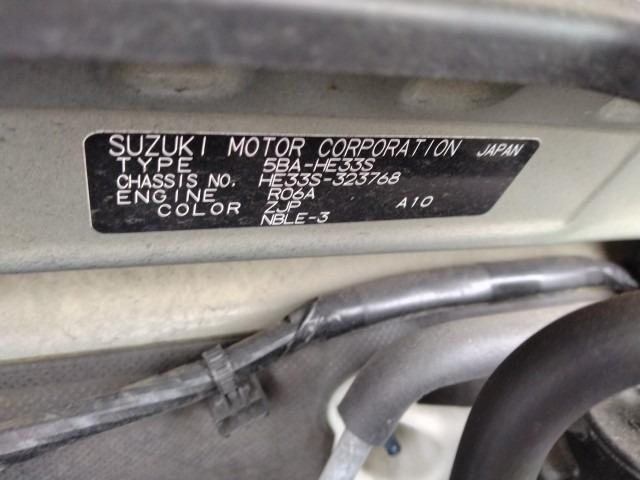 SUZUKI MOTOR CORPORATION JAPAN
TYPE 5BA-HE33S
CHASSIS NO. HE33S-323768
ENGINE R06A A10
COLOR ZJP
NBLE-3